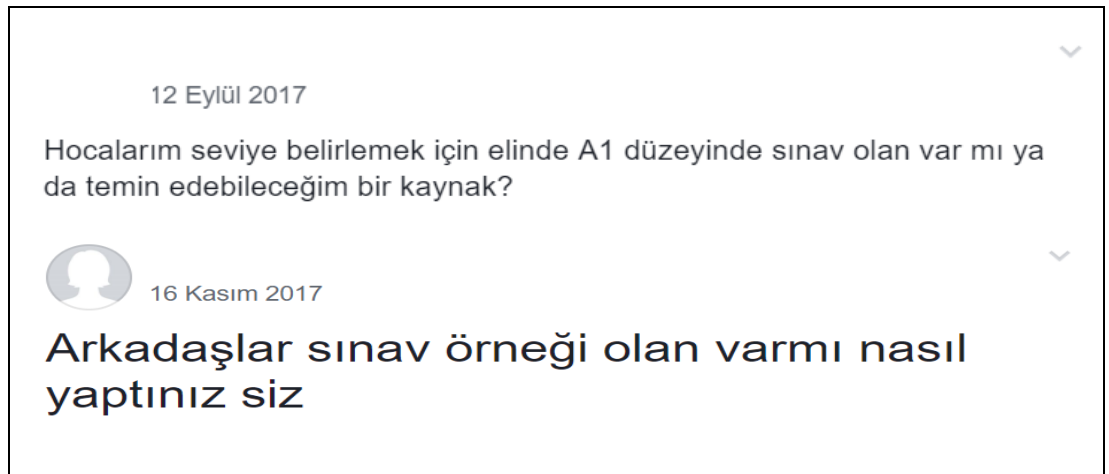 12 Eylül 2017
Hocalarım seviye belirlemek için elinde A1 düzeyinde sınav olan var mı ya
da temin edebileceğim bir kaynak?
16 Kasım 2017
Arkadaşlar sınav örneği olan varmı nasıl
yaptınız siz